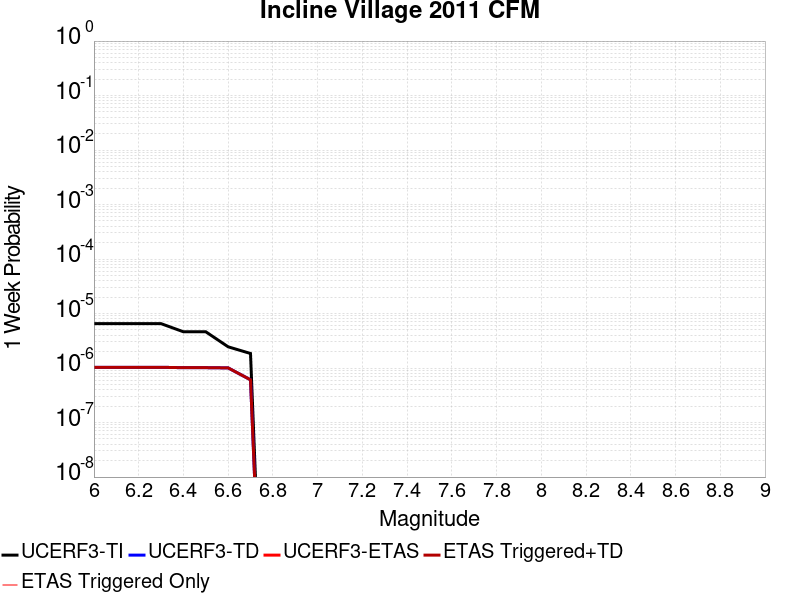 Incline Village 2011 CFM
10^0
10^-1
10^-2
10^-3
10^-4
10^-5
10^-6
10^-7
10^-8
1 Week Probability
6 6.2 6.4 6.6 6.8 7 7.2 7.4 7.6 7.8 8 8.2 8.4 8.6 8.8 9
Magnitude
UCERF3-TI UCERF3-TD UCERF3-ETAS ETAS Triggered+TD
ETAS Triggered Only